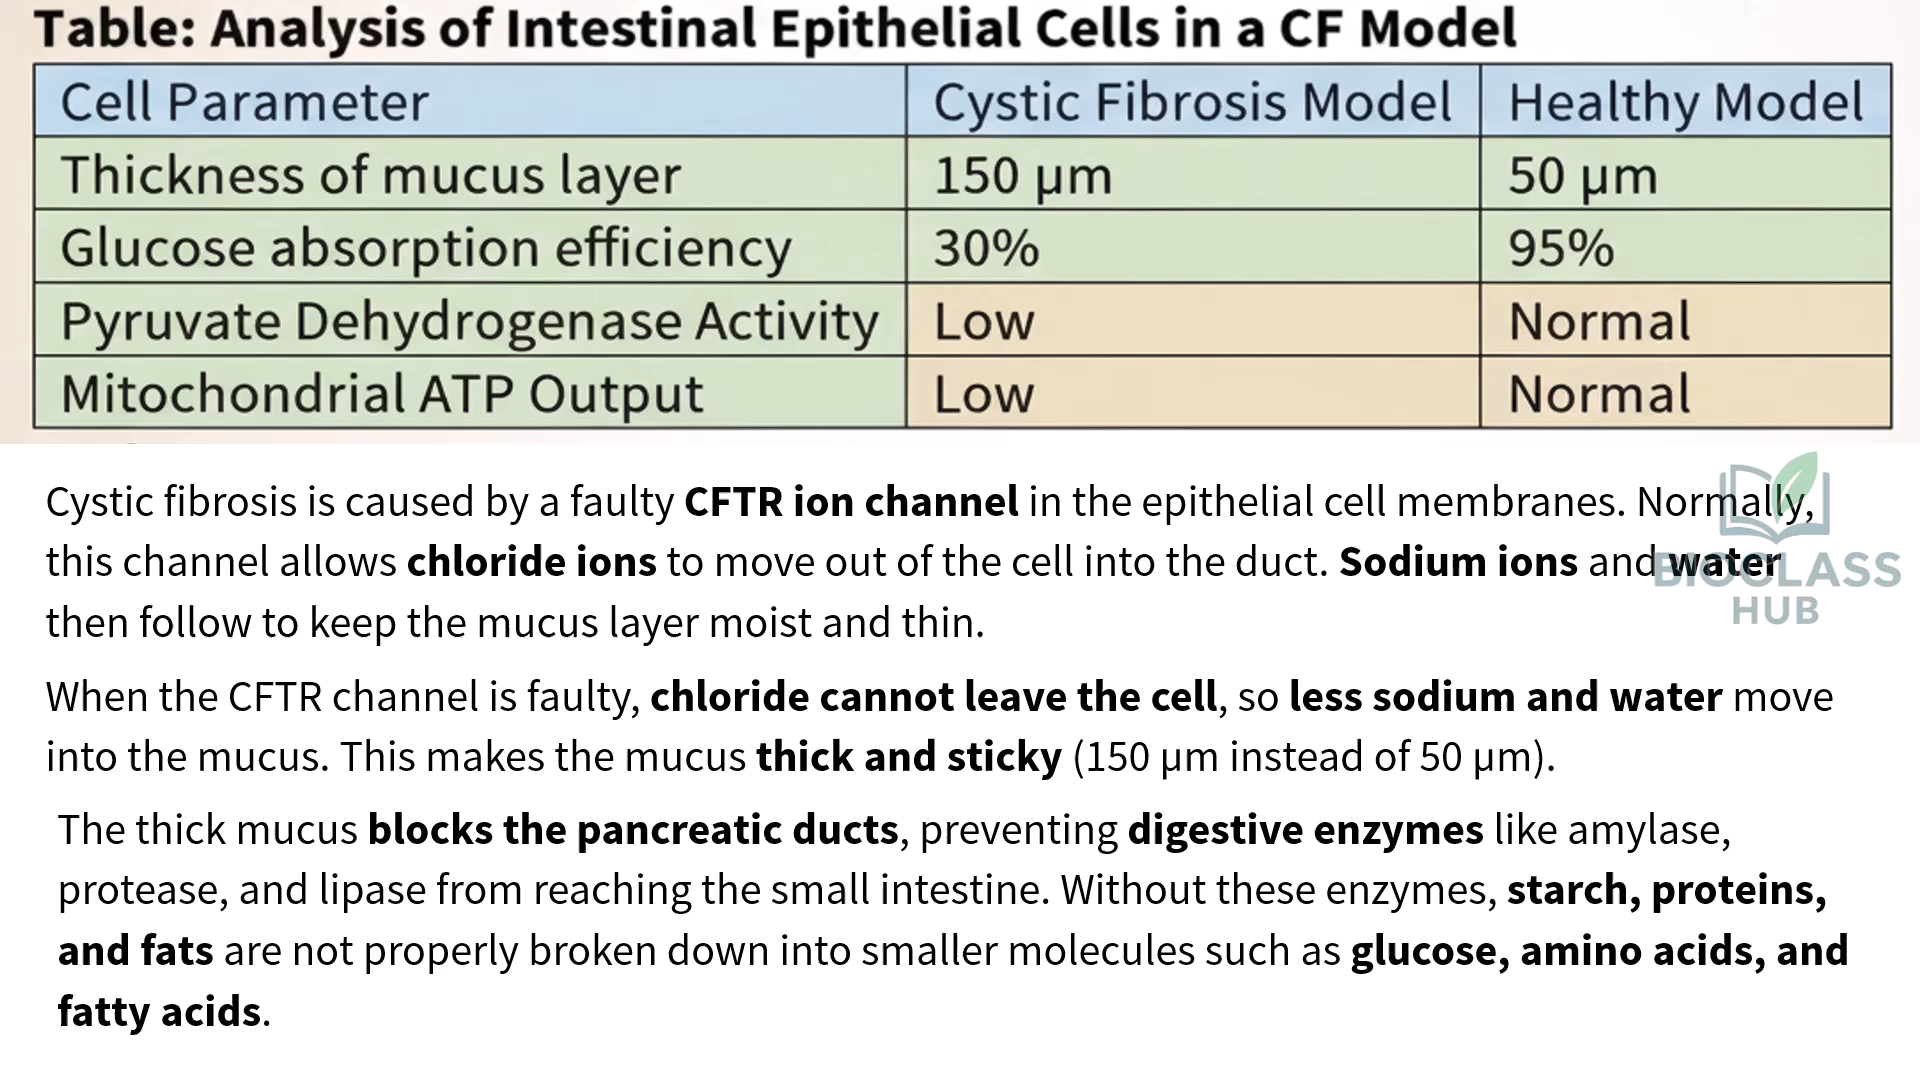 Table: Analysis of Intestinal Epithelial Cells in a CF Model
Cell Parameter Cystic Fibrosis Model Healthy Model
Thickness of mucus layer 150 µm 50 µm
Glucose absorption efficiency 30% 95%
Pyruvate Dehydrogenase Activity Low Normal
Mitochondrial ATP Output Low Normal
Cystic fibrosis is caused by a faulty CFTR ion channel in the epithelial cell membranes. Normally,
this channel allows chloride ions to move out of the cell into the duct. Sodium ions and water
then follow to keep the mucus layer moist and thin.
When the CFTR channel is faulty, chloride cannot leave the cell, so less sodium and water move
into the mucus. This makes the mucus thick and sticky (150 µm instead of 50 µm).
The thick mucus blocks the pancreatic ducts, preventing digestive enzymes like amylase,
protease, and lipase from reaching the small intestine. Without these enzymes, starch, proteins,
and fats are not properly broken down into smaller molecules such as glucose, amino acids, and
fatty acids.
BIOCLASS
HUB